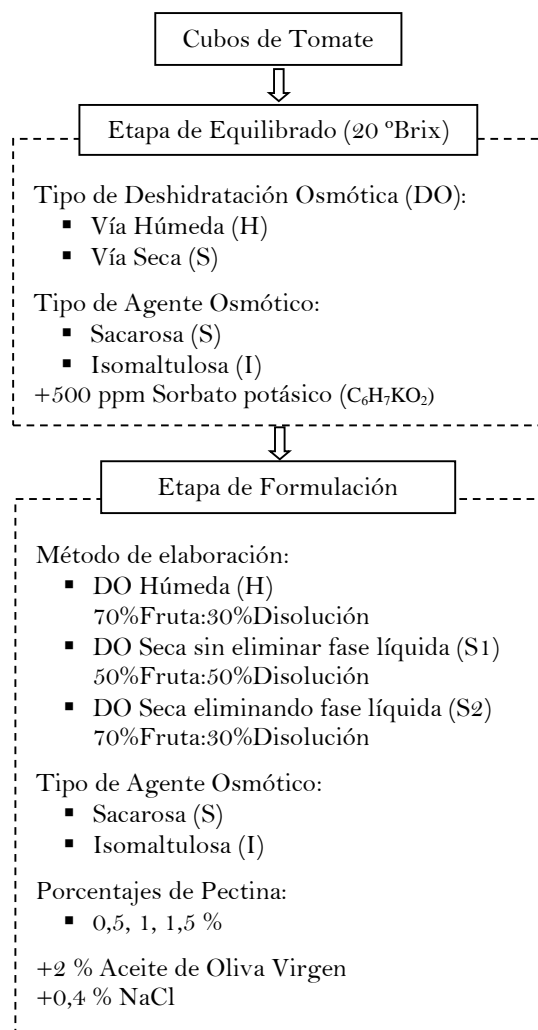 Cubos de Tomate
Etapa de Equilibrado (20 ºBrix)
Tipo de Deshidratación Osmótica (DO):
▪ Vía Húmeda (H)
▪ Vía Seca (S)
Tipo de Agente Osmótico:
▪ Sacarosa (S)
▪ Isomaltulosa (I)
+500 ppm Sorbato potásico (C₆H₇KO₂)
Etapa de Formulación
Método de elaboración:
▪ DO Húmeda (H)
70%Fruta:30%Disolución
▪ DO Seca sin eliminar fase líquida (S1)
50%Fruta:50%Disolución
▪ DO Seca eliminando fase líquida (S2)
70%Fruta:30%Disolución
Tipo de Agente Osmótico:
▪ Sacarosa (S)
▪ Isomaltulosa (I)
Porcentajes de Pectina:
▪ 0,5, 1, 1,5 %
+2 % Aceite de Oliva Virgen
+0,4 % NaCl